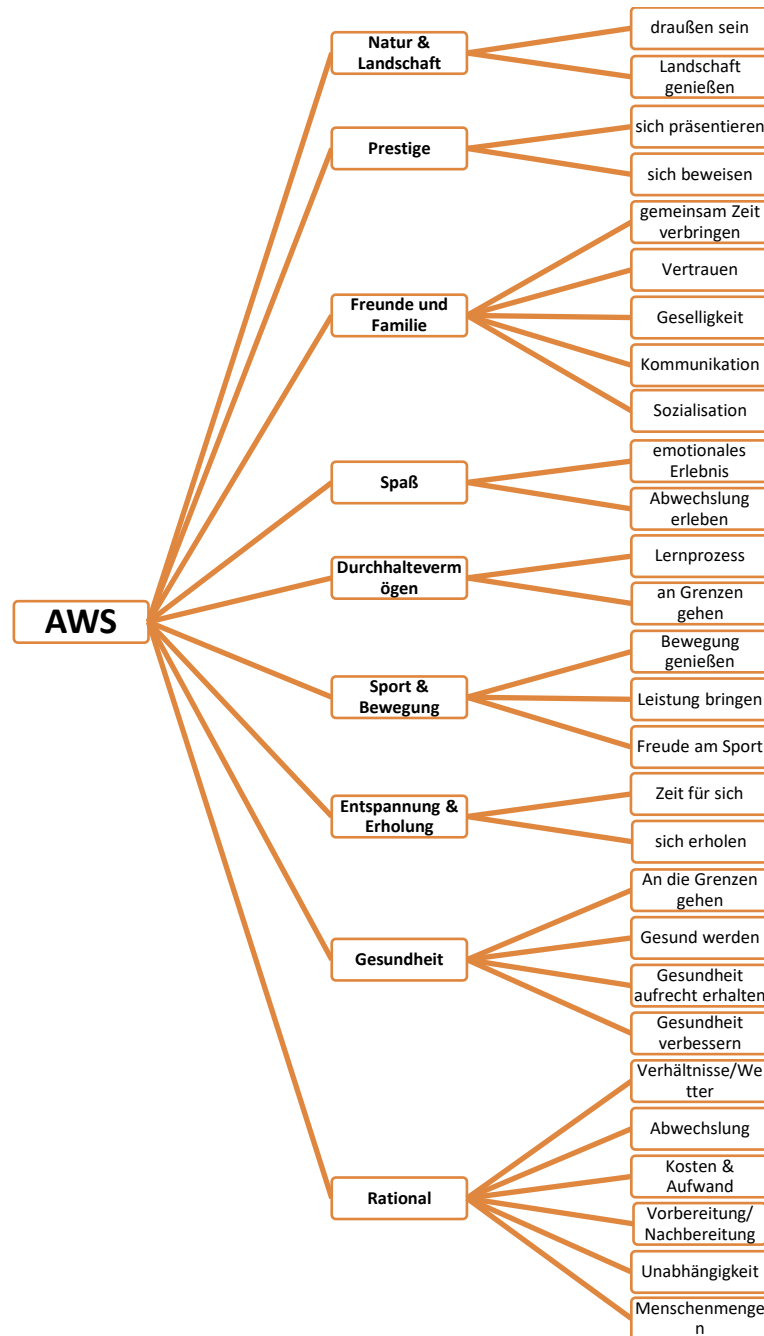 AWS
Natur &
Landschaft
draußen sein
Landschaft
genießen
Prestige
sich präsentieren
sich beweisen
Freunde und
Familie
gemeinsam Zeit
verbringen
Vertrauen
Geselligkeit
Kommunikation
Sozialisation
Spaß
emotionales
Erlebnis
Abwechslung
erleben
Durchhalteverm
ögen
Lernprozess
an Grenzen
gehen
Sport &
Bewegung
Bewegung
genießen
Leistung bringen
Freude am Sport
Entspannung &
Erholung
Zeit für sich
sich erholen
Gesundheit
An die Grenzen
gehen
Gesund werden
Gesundheit
aufrecht erhalten
Gesundheit
verbessern
Rational
Verhältnisse/We
tter
Abwechslung
Kosten &
Aufwand
Vorbereitung/
Nachbereitung
Unabhängigkeit
Menschenmenge
n